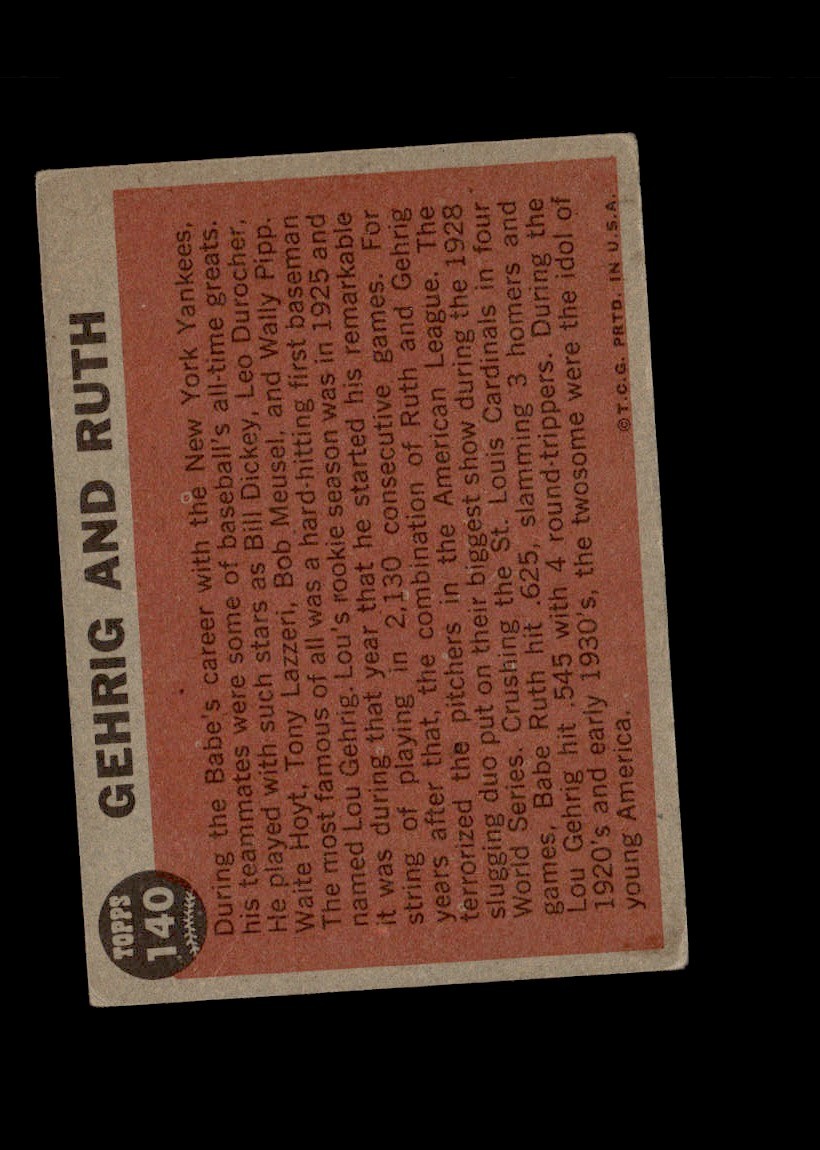 TOPPS
140
GEHRIG AND RUTH
During the Babe's career with the New York Yankees,
his teammates were some of baseball's all-time greats.
He played with such stars as Bill Dickey, Leo Durocher,
Waite Hoyt, Tony Lazzeri, Bob Meusel, and Wally Pipp.
The most famous of all was a hard-hitting first baseman
named Lou Gehrig. Lou's rookie season was in 1925 and
it was during that year that he started his remarkable
string of playing in 2,130 consecutive games. For
years after that, the combination of Ruth and Gehrig
terrorized the pitchers in the American League. The
slugging duo put on their biggest show during the 1928
World Series. Crushing the St. Louis Cardinals in four
games, Babe Ruth hit .625, slamming 3 homers and
Lou Gehrig hit .545 with 4 round-trippers. During the
1920's and early 1930's, the twosome were the idol of
young America.
© T.C.G. PRTD. IN U.S.A.